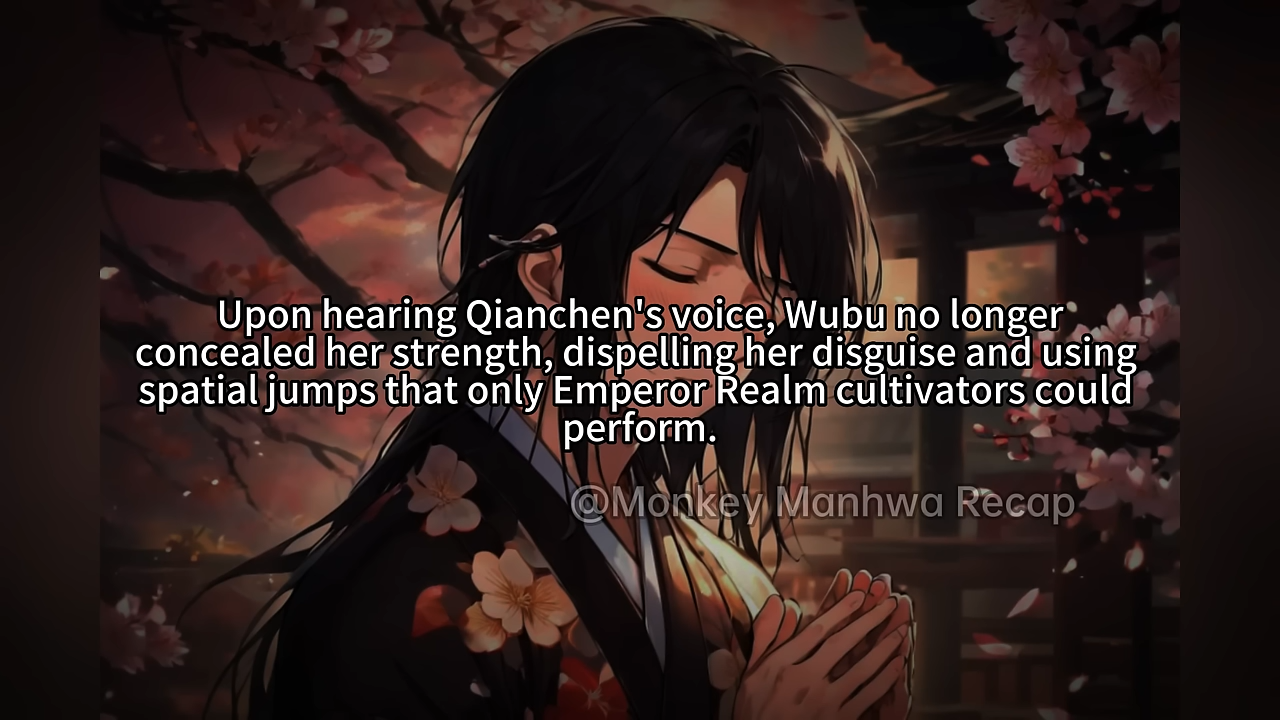 Upon hearing Qianchen's voice, Wubu no longer
concealed her strength, dispelling her disguise and using
spatial jumps that only Emperor Realm cultivators could
perform.
@Monkey Manhwa Recap